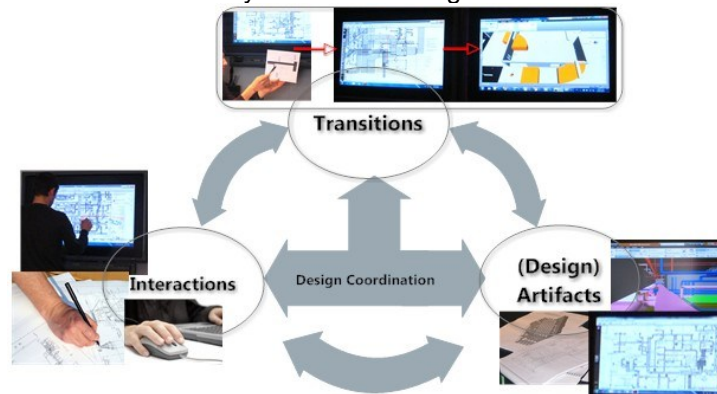 Transitions
Interactions
Design Coordination
(Design)
Artifacts